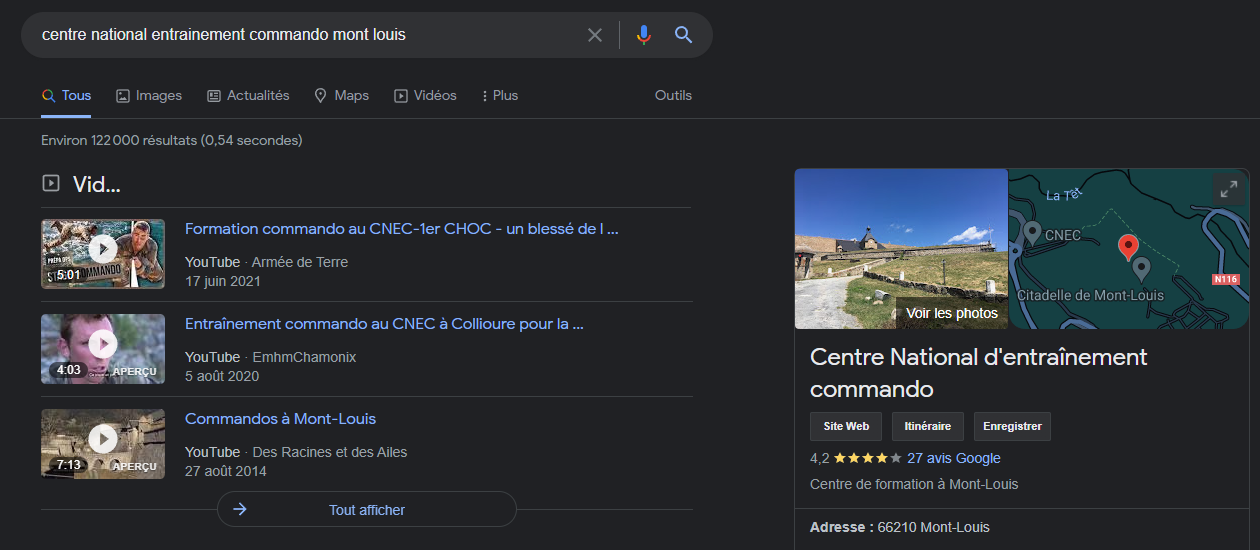 centre national entrainement commando mont louis
Tous
Images
Actualités
Maps
Vidéos
Plus
Outils
Environ 122 000 résultats (0,54 secondes)
Vid...
PRÉPA OPS
COMMANDO
5:01
Formation commando au CNEC-1er CHOC - un blessé de l ...
YouTube · Armée de Terre
17 juin 2021
4:03
APERÇU
Entraînement commando au CNEC à Collioure pour la ...
YouTube · EmhmChamonix
5 août 2020
7:13
APERÇU
Commandos à Mont-Louis
YouTube · Des Racines et des Ailes
27 août 2014
Tout afficher
Voir les photos
La Têt
CNEC
N116
Citadelle de Mont-Louis
Centre National d'entraînement
commando
Site Web
Itinéraire
Enregistrer
4,2
27 avis Google
Centre de formation à Mont-Louis
Adresse : 66210 Mont-Louis